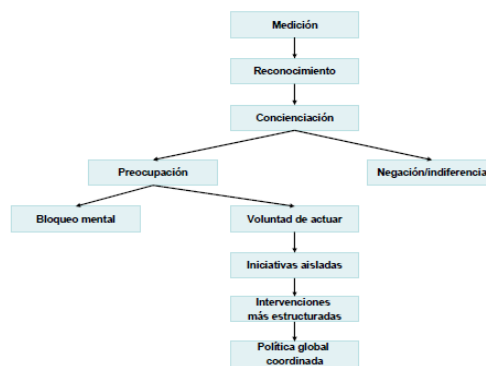 Medición
Reconocimiento
Concienciación
Preocupación
Negación/indiferencia
Bloqueo mental
Voluntad de actuar
Iniciativas aisladas
Intervenciones
más estructuradas
Política global
coordinada